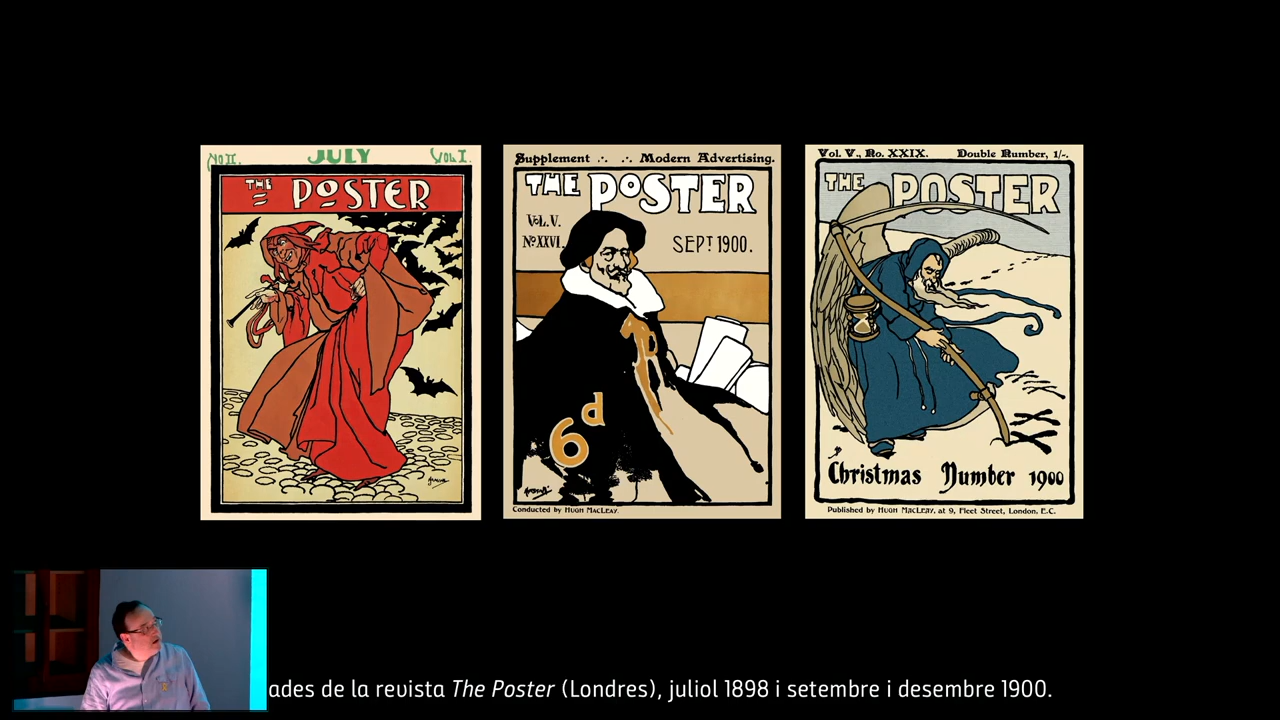 No II. JULY Vol I.
THE POSTER
Supplement ∴ ∴ Modern Advertising.
THE POSTER
Vol. V.
No XXVI.
SEPT 1900.
6d
Conducted by HUGH MACLEAY.
Vol. V., No. XXIX. Double Number, 1/-.
THE POSTER
Christmas Number 1900
Published by HUGH MACLEAY, at 9, Fleet Street, London, E.C.
ades de la revista The Poster (Londres), juliol 1898 i setembre i desembre 1900.